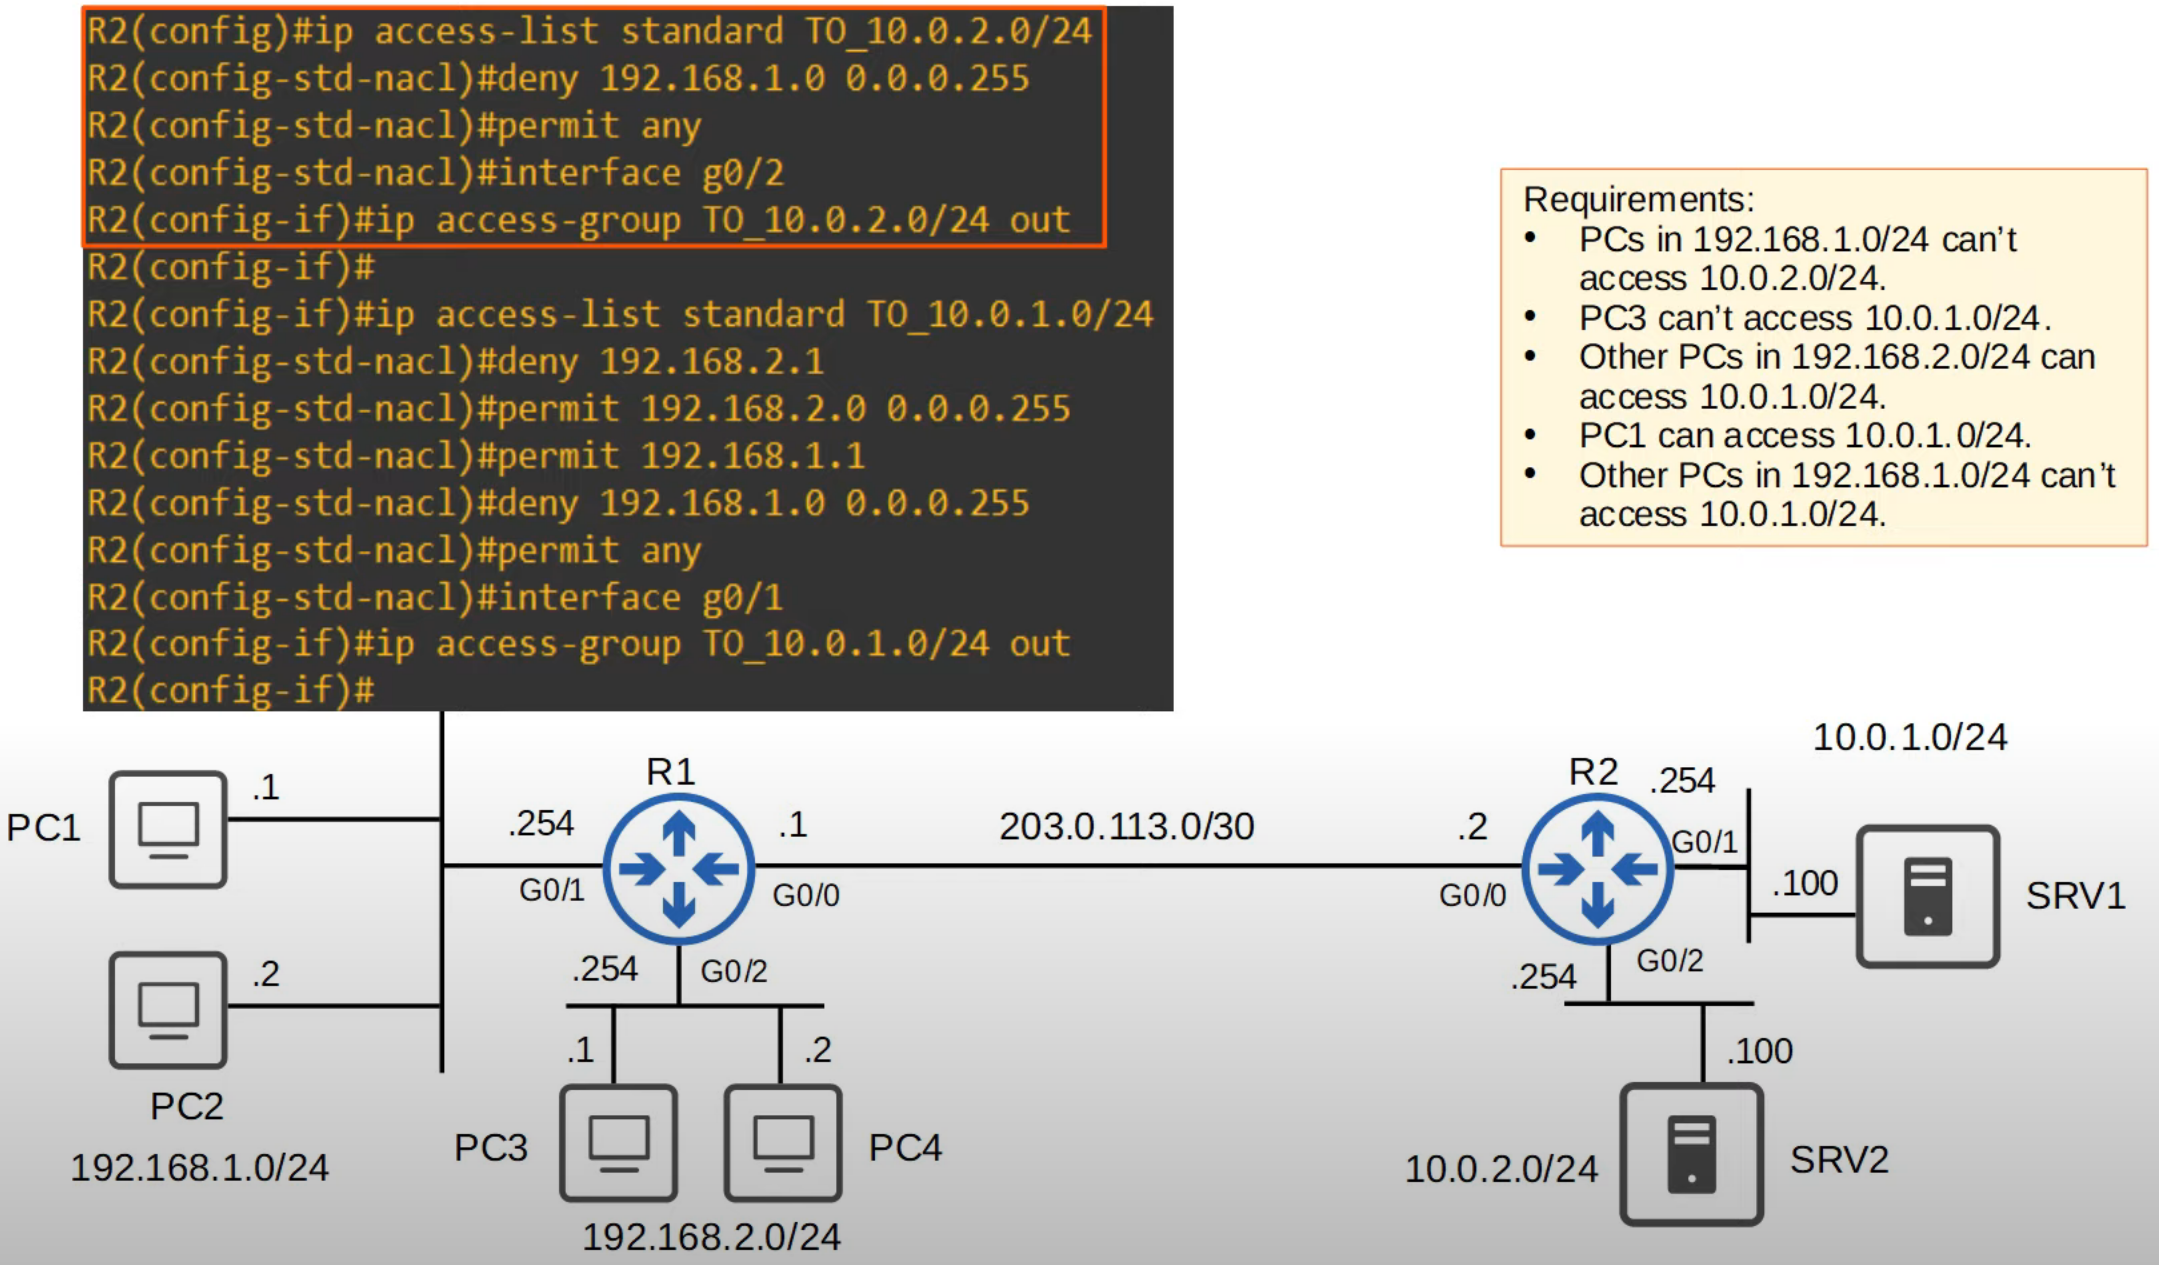 R2(config)#ip access-list standard TO_10.0.2.0/24
R2(config-std-nacl)#deny 192.168.1.0 0.0.0.255
R2(config-std-nacl)#permit any
R2(config-std-nacl)#interface g0/2
R2(config-if)#ip access-group TO_10.0.2.0/24 out
R2(config-if)#
R2(config-if)#ip access-list standard TO_10.0.1.0/24
R2(config-std-nacl)#deny 192.168.2.1
R2(config-std-nacl)#permit 192.168.2.0 0.0.0.255
R2(config-std-nacl)#permit 192.168.1.1
R2(config-std-nacl)#deny 192.168.1.0 0.0.0.255
R2(config-std-nacl)#permit any
R2(config-std-nacl)#interface g0/1
R2(config-if)#ip access-group TO_10.0.1.0/24 out
R2(config-if)#
Requirements:
• PCs in 192.168.1.0/24 can't
access 10.0.2.0/24.
• PC3 can't access 10.0.1.0/24.
• Other PCs in 192.168.2.0/24 can
access 10.0.1.0/24.
• PC1 can access 10.0.1.0/24.
• Other PCs in 192.168.1.0/24 can't
access 10.0.1.0/24.
PC1
.1
.2
PC2
192.168.1.0/24
R1
.254
G0/1
.1
G0/0
.254
G0/2
.1
.2
PC3
PC4
192.168.2.0/24
203.0.113.0/30
R2
.2
G0/0
.254
G0/1
10.0.1.0/24
.100
SRV1
.254
G0/2
.100
10.0.2.0/24
SRV2